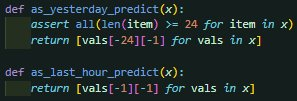 def as_yesterday_predict(x):
    assert all(len(item) >= 24 for item in x)
    return [vals[-24][-1] for vals in x]

def as_last_hour_predict(x):
    return [vals[-1][-1] for vals in x]